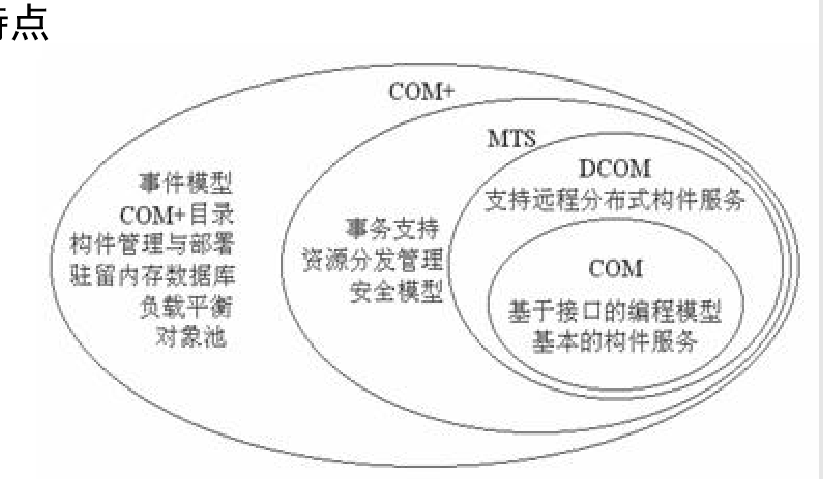 特点
COM+
MTS
DCOM
支持远程分布式构件服务
COM
基于接口的编程模型
基本的构件服务
事务支持
资源分发管理
安全模型
事件模型
COM+目录
构件管理与部署
驻留内存数据库
负载平衡
对象池